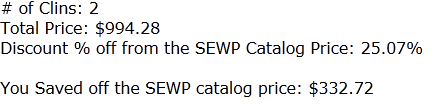 # of Clins: 2
Total Price: $994.28
Discount % off from the SEWP Catalog Price: 25.07%
You Saved off the SEWP catalog price: $332.72